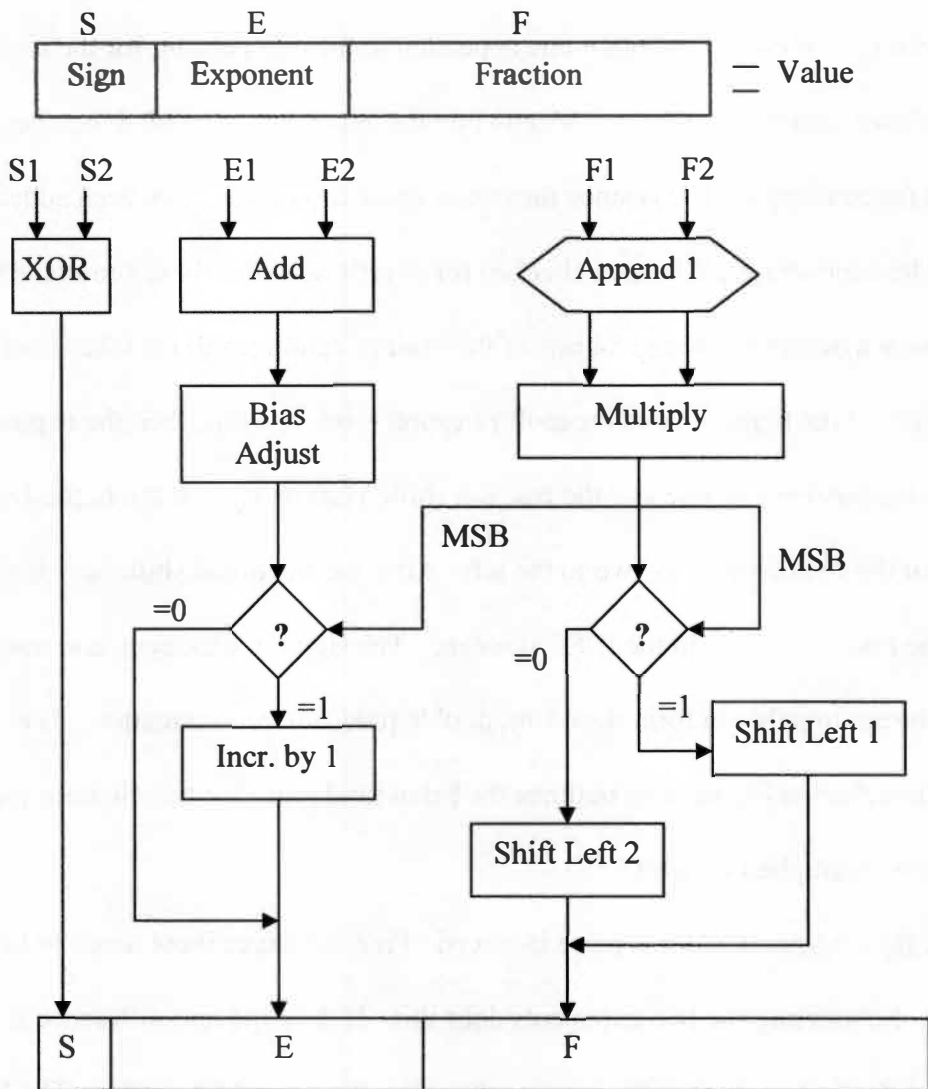 S E F
Sign Exponent Fraction = Value
S1 S2 E1 E2 F1 F2
XOR Add Append 1
Bias Adjust Multiply
MSB MSB
=0 ? =0 ?
=1 =1
Incr. by 1 Shift Left 1
Shift Left 2
S E F